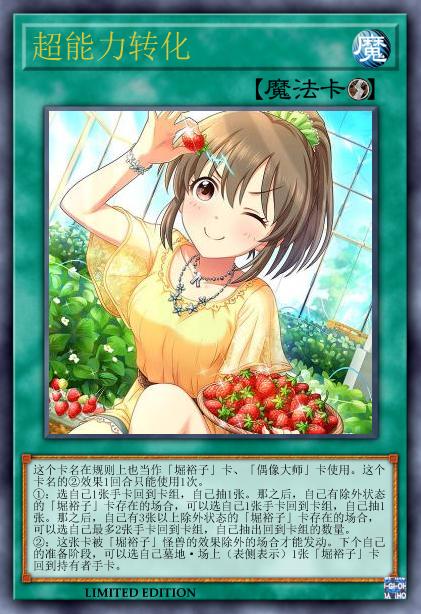 超能力转化
魔
【魔法卡】
这个卡名在规则上也当作「堀裕子」卡、「偶像大师」卡使用。这个
卡名的②效果1回合只能使用1次。
①：选自己1张手卡回到卡组，自己抽1张。那之后，自己有除外状态
的「堀裕子」卡存在的场合，可以选自己1张手卡回到卡组，自己抽1
张。那之后，自己有3张以上除外状态的「堀裕子」卡存在的场合，
可以选自己最多2张手卡回到卡组，自己抽出回到卡组的数量。
②：这张卡被「堀裕子」怪兽的效果除外的场合才能发动。下个自己
的准备阶段，可以选自己墓地·场上（表侧表示）1张「堀裕子」卡
回到持有者手卡。
LIMITED EDITION